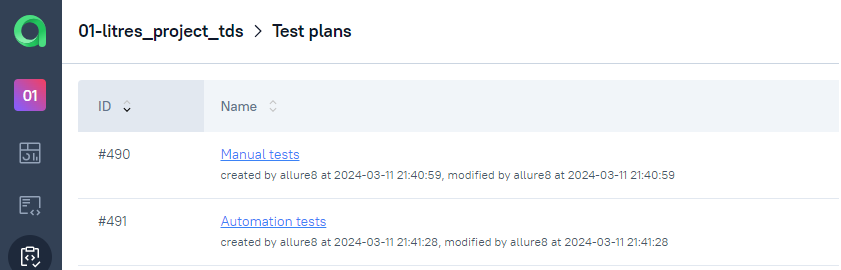 01-litres_project_tds > Test plans
01
ID
Name
#490
Manual tests
created by allure8 at 2024-03-11 21:40:59, modified by allure8 at 2024-03-11 21:40:59
#491
Automation tests
created by allure8 at 2024-03-11 21:41:28, modified by allure8 at 2024-03-11 21:41:28